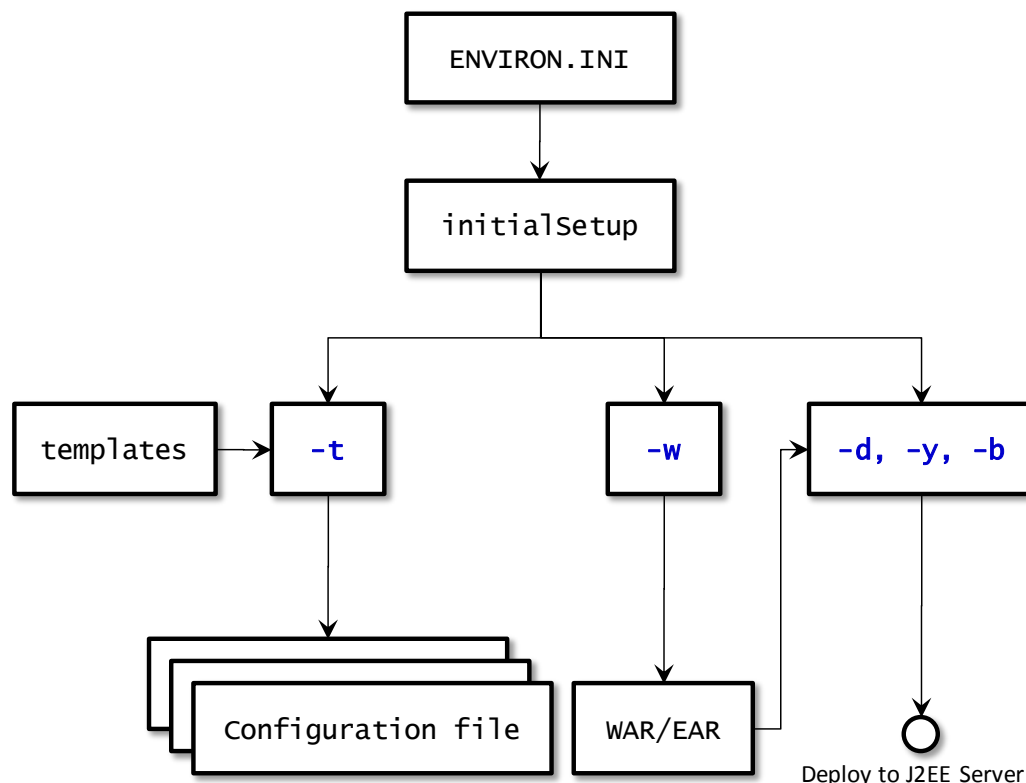 ENVIRON.INI
initialSetup
templates
-t
-w
-d, -y, -b
Configuration file
WAR/EAR
Deploy to J2EE Server